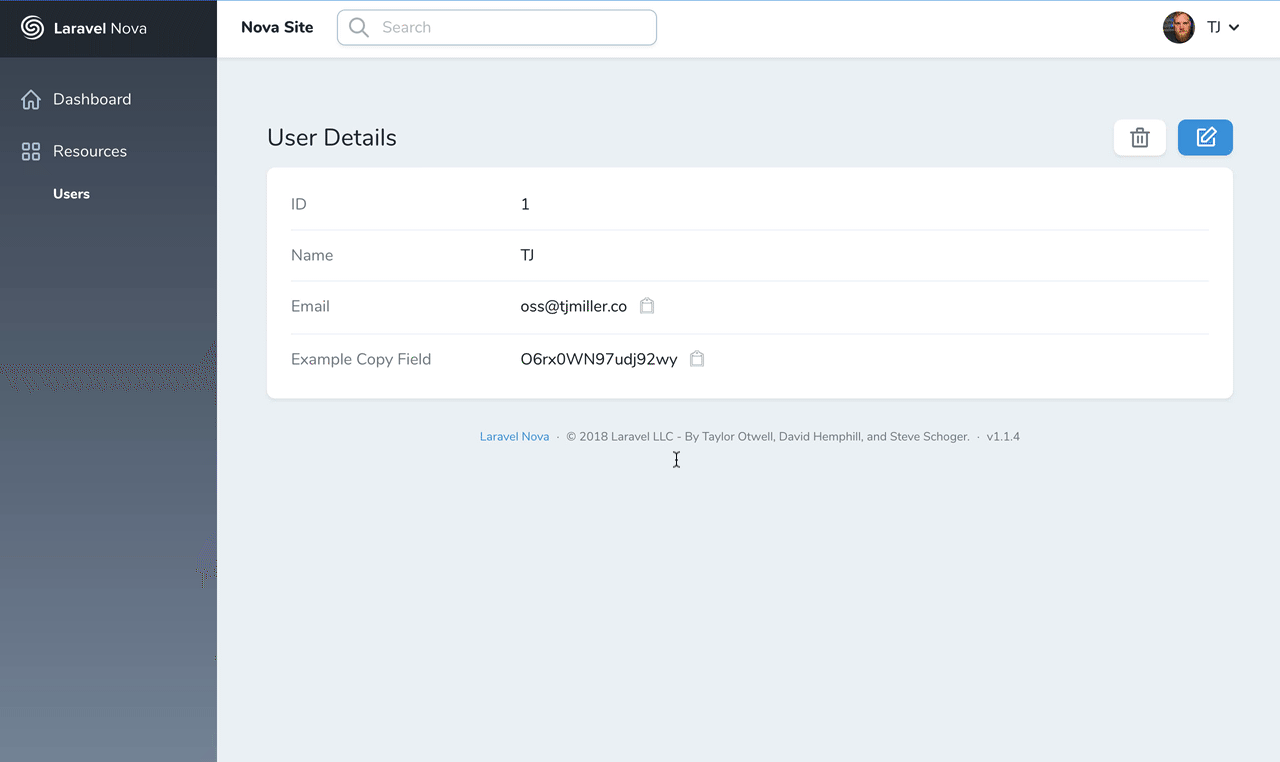 Laravel Nova
Nova Site
Search
TJ
Dashboard
Resources
Users
User Details
ID 1
Name TJ
Email oss@tjmiller.co
Example Copy Field O6rx0WN97udj92wy
Laravel Nova · © 2018 Laravel LLC - By Taylor Otwell, David Hemphill, and Steve Schoger. · v1.1.4